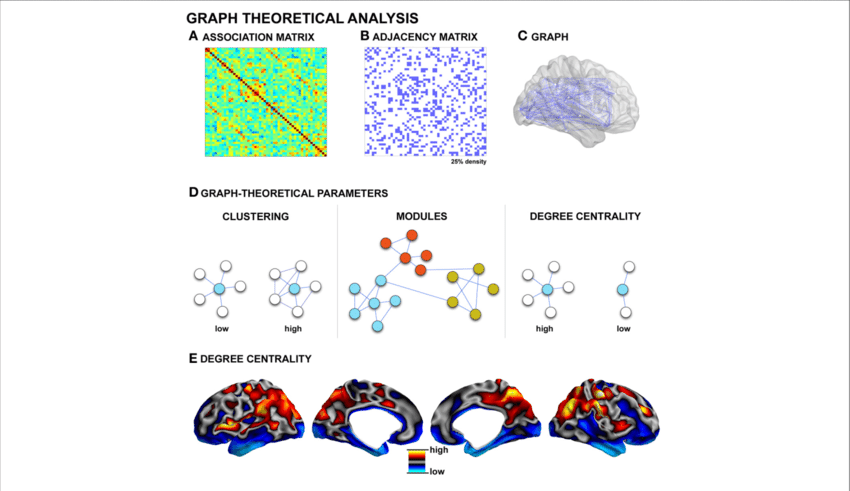 GRAPH THEORETICAL ANALYSIS
A ASSOCIATION MATRIX
B ADJACENCY MATRIX
C GRAPH
25% density
D GRAPH-THEORETICAL PARAMETERS
CLUSTERING
MODULES
DEGREE CENTRALITY
low
high
high
low
E DEGREE CENTRALITY
high
low